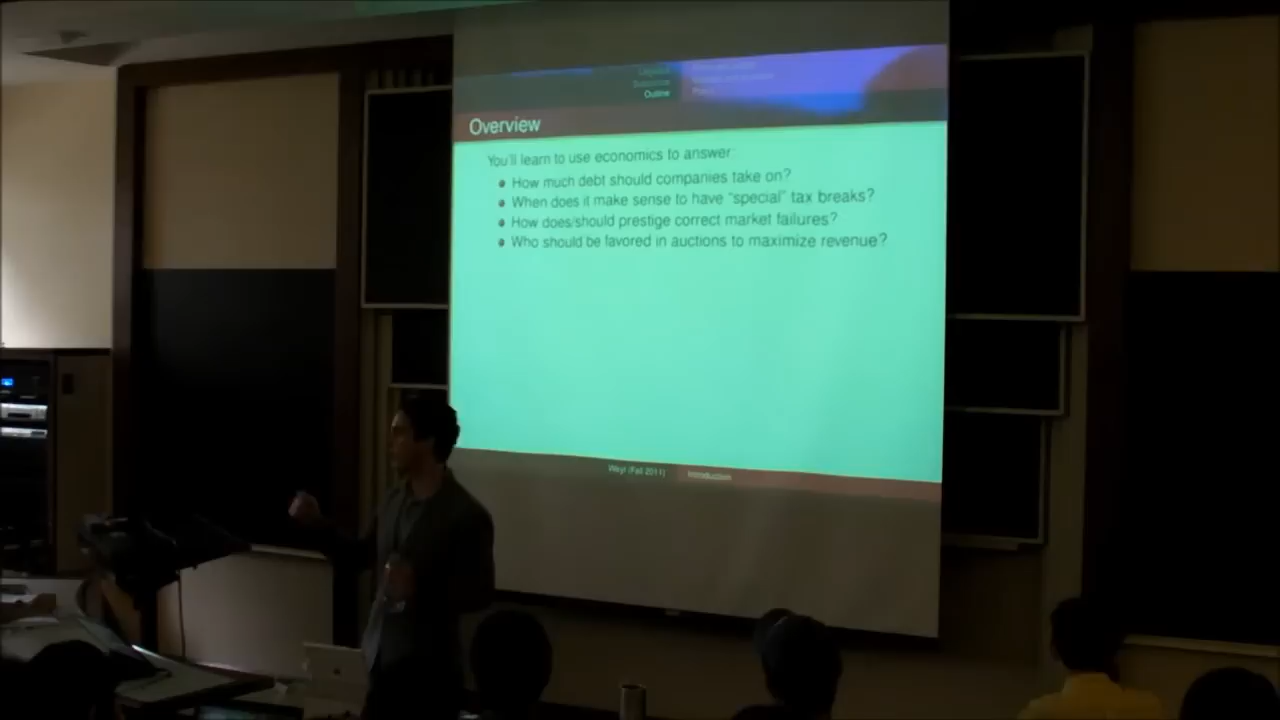 Outline
Overview
You'll learn to use economics to answer:
How much debt should companies take on?
When does it make sense to have "special" tax breaks?
How does/should prestige correct market failures?
Who should be favored in auctions to maximize revenue?
Weyl (Fall 2011) Introduction